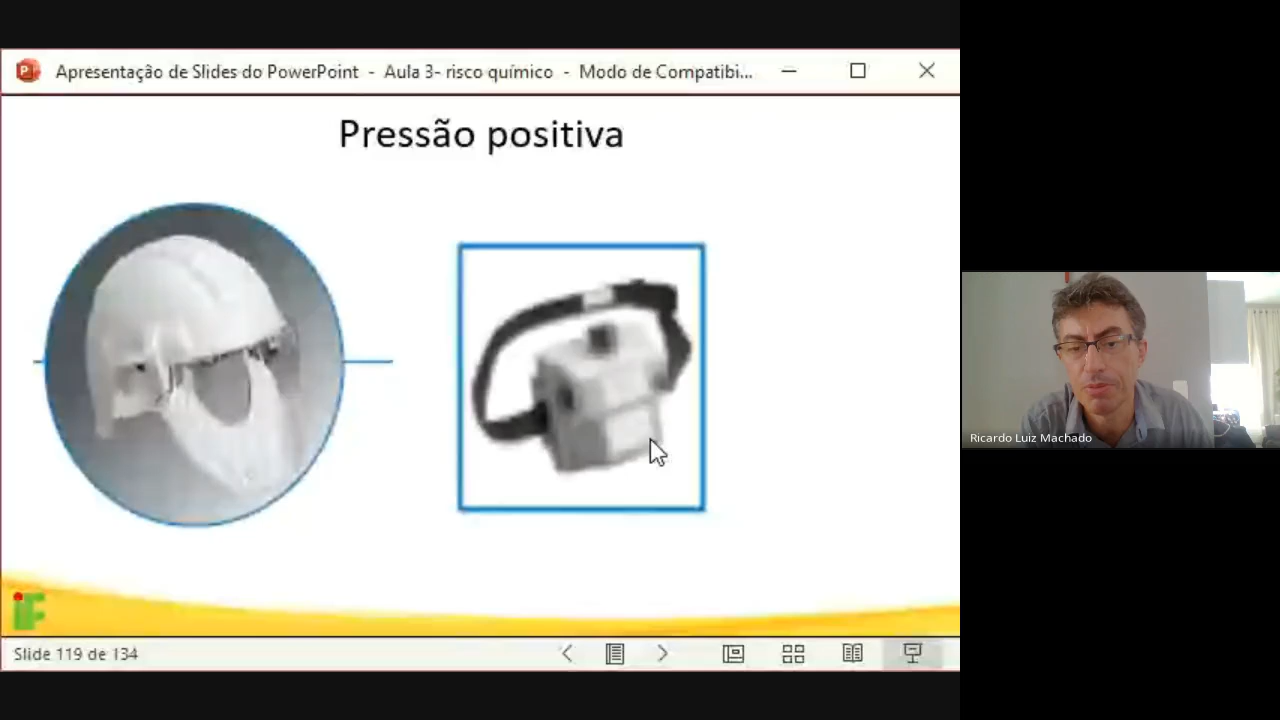 Apresentação de Slides do PowerPoint - Aula 3- risco químico - Modo de Compatibi...
Pressão positiva
Ricardo Luiz Machado
iF
Slide 119 de 134